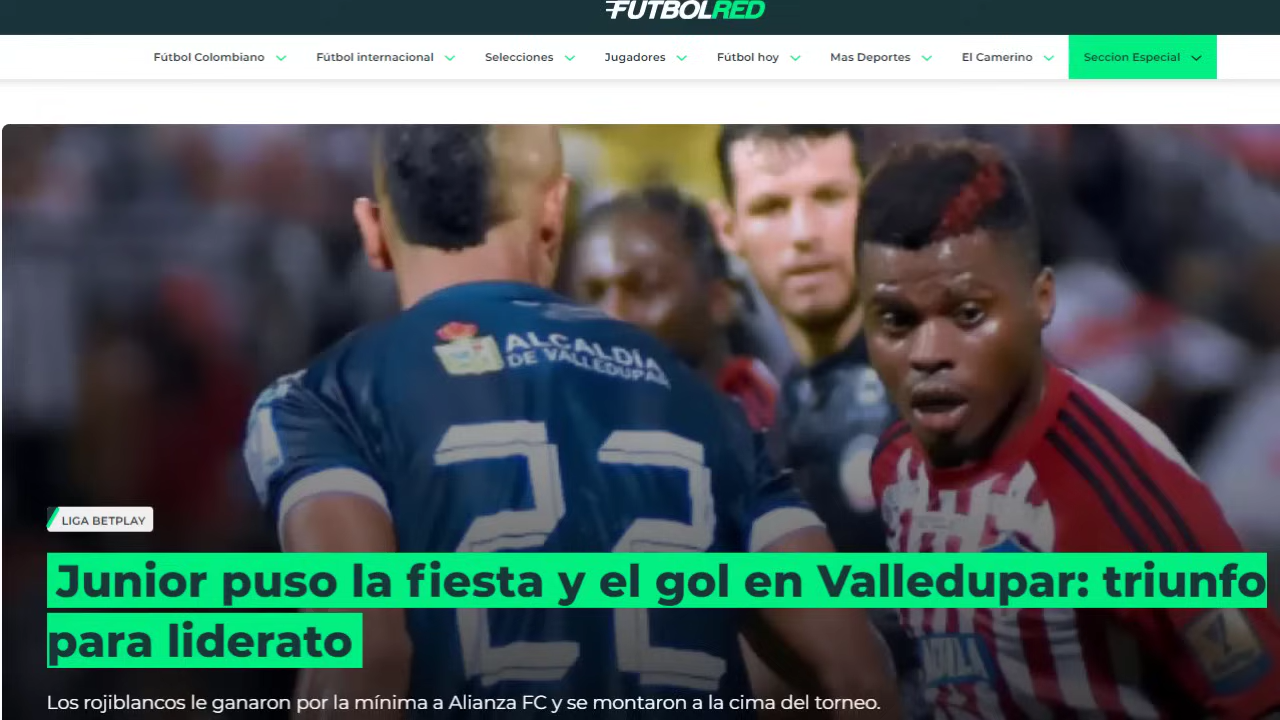 FUTBOLRED
Fútbol Colombiano Fútbol internacional Selecciones Jugadores Fútbol hoy Mas Deportes El Camerino Seccion Especial
ALCALDÍA
DE VALLEDUPAR
22
LIGA BETPLAY
Junior puso la fiesta y el gol en Valledupar: triunfo
para liderato
Los rojiblancos le ganaron por la mínima a Alianza FC y se montaron a la cima del torneo.